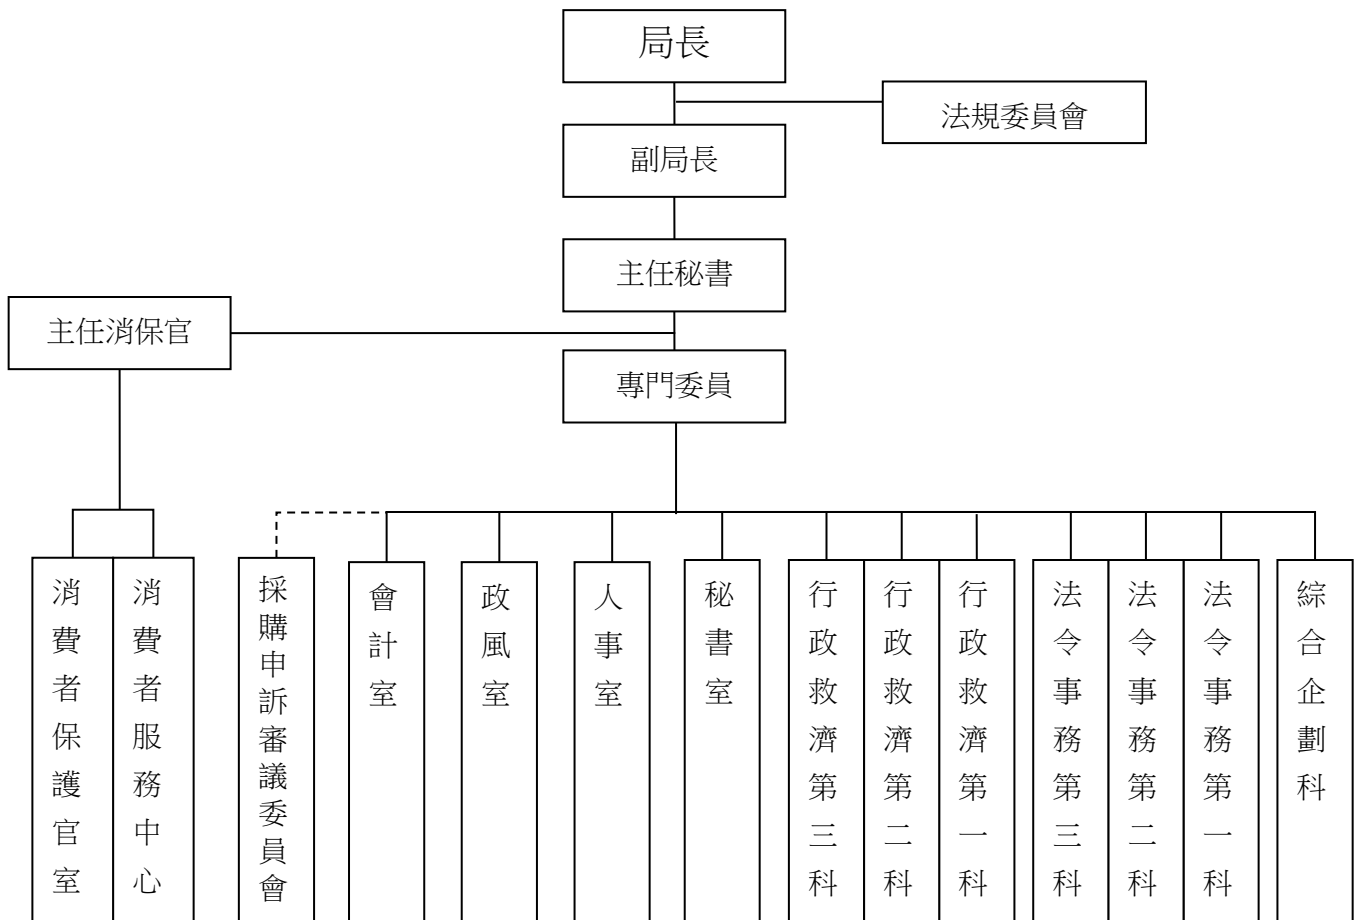 局長
法規委員會
副局長
主任秘書
主任消保官
專門委員
消費者保護官室
消費者服務中心
採購申訴審議委員會
會計室
政風室
人事室
秘書室
行政救濟第三科
行政救濟第二科
行政救濟第一科
法令事務第三科
法令事務第二科
法令事務第一科
綜合企劃科